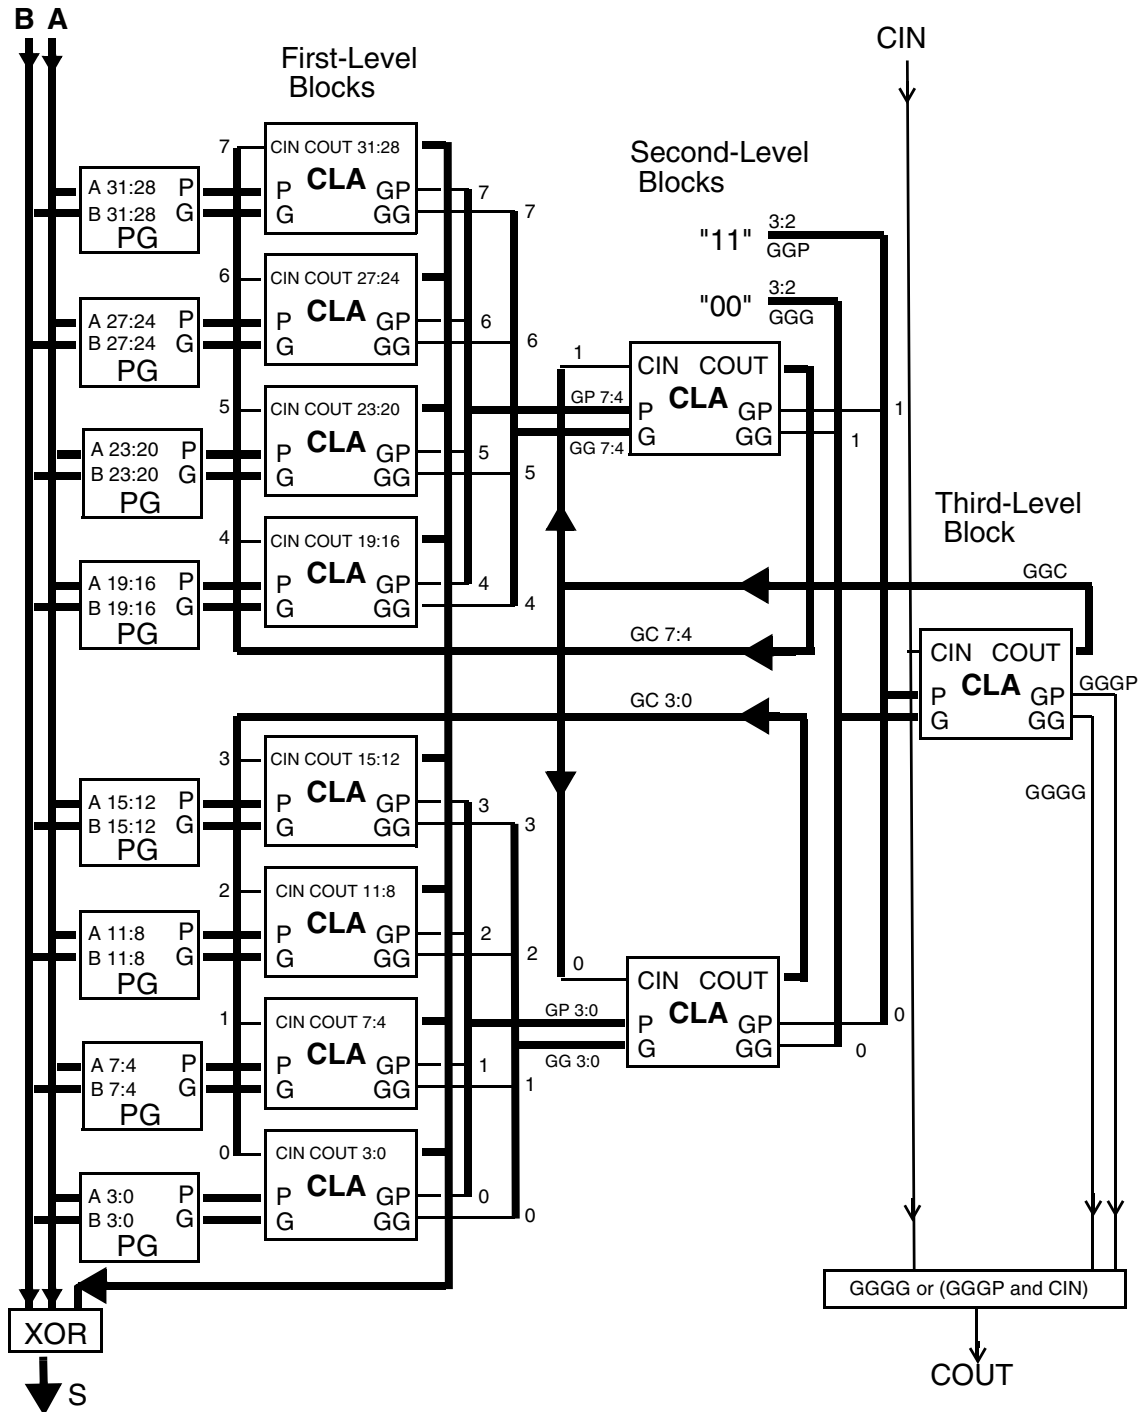 B A
CIN
First-Level
Blocks
7
CIN COUT 31:28
CLA
P
G
GP
GG
7
7
A 31:28 P
B 31:28 G
PG
Second-Level
Blocks
"11"
3:2
GGP
"00"
3:2
GGG
6
CIN COUT 27:24
CLA
P
G
GP
GG
6
6
A 27:24 P
B 27:24 G
PG
1
CIN COUT
CLA
P
G
GP
GG
GP 7:4
GG 7:4
1
1
5
CIN COUT 23:20
CLA
P
G
GP
GG
5
5
A 23:20 P
B 23:20 G
PG
4
CIN COUT 19:16
CLA
P
G
GP
GG
4
4
A 19:16 P
B 19:16 G
PG
Third-Level
Block
GGC
GC 7:4
CIN COUT
CLA
P
G
GP
GG
GGGP
GGGG
GC 3:0
3
CIN COUT 15:12
CLA
P
G
GP
GG
3
3
A 15:12 P
B 15:12 G
PG
2
CIN COUT 11:8
CLA
P
G
GP
GG
2
2
A 11:8 P
B 11:8 G
PG
0
CIN COUT
CLA
P
G
GP
GG
GP 3:0
GG 3:0
0
0
1
CIN COUT 7:4
CLA
P
G
GP
GG
1
1
A 7:4 P
B 7:4 G
PG
0
CIN COUT 3:0
CLA
P
G
GP
GG
0
0
A 3:0 P
B 3:0 G
PG
GGGG or (GGGP and CIN)
XOR
COUT
S